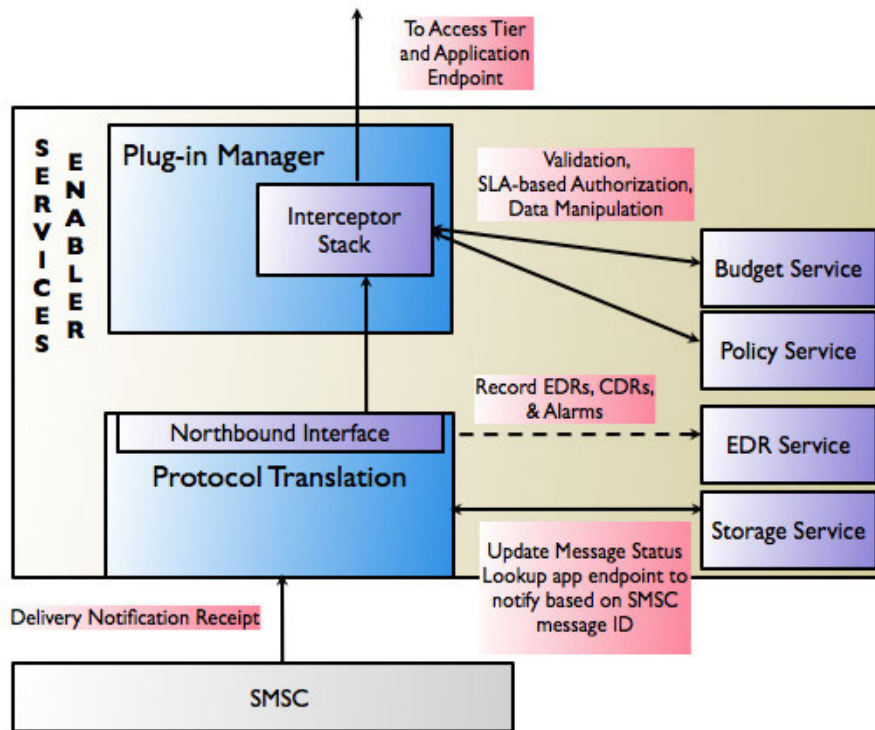 To Access Tier
and Application
Endpoint
SERVICES
ENABLER
Plug-in Manager
Interceptor
Stack
Validation,
SLA-based Authorization,
Data Manipulation
Budget Service
Policy Service
Record EDRs, CDRs,
& Alarms
Northbound Interface
EDR Service
Protocol Translation
Storage Service
Update Message Status
Lookup app endpoint to
notify based on SMSC
message ID
Delivery Notification Receipt
SMSC